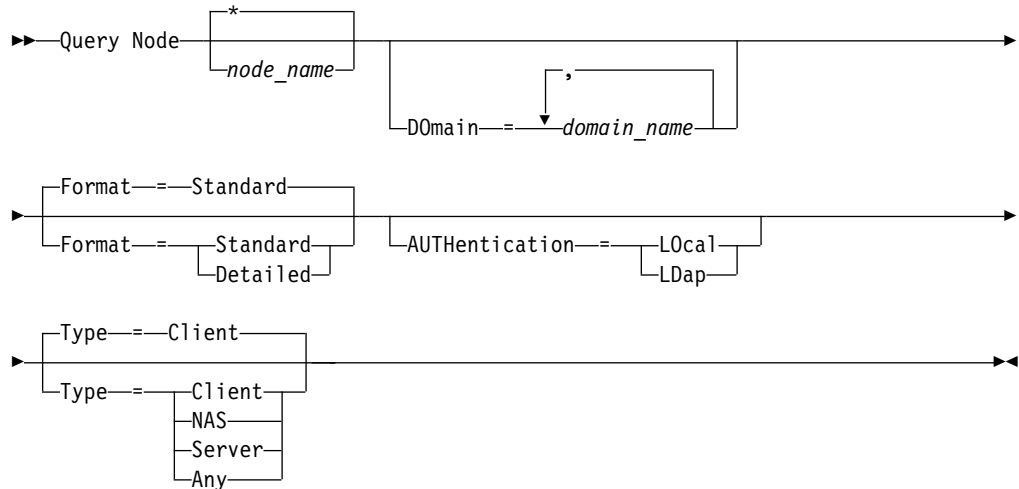 *
Query Node
node_name
,
DOmain = domain_name
Format = Standard
Format = Standard
Detailed
AUTHentication = LOcal
LDap
Type = Client
Type = Client
NAS
Server
Any